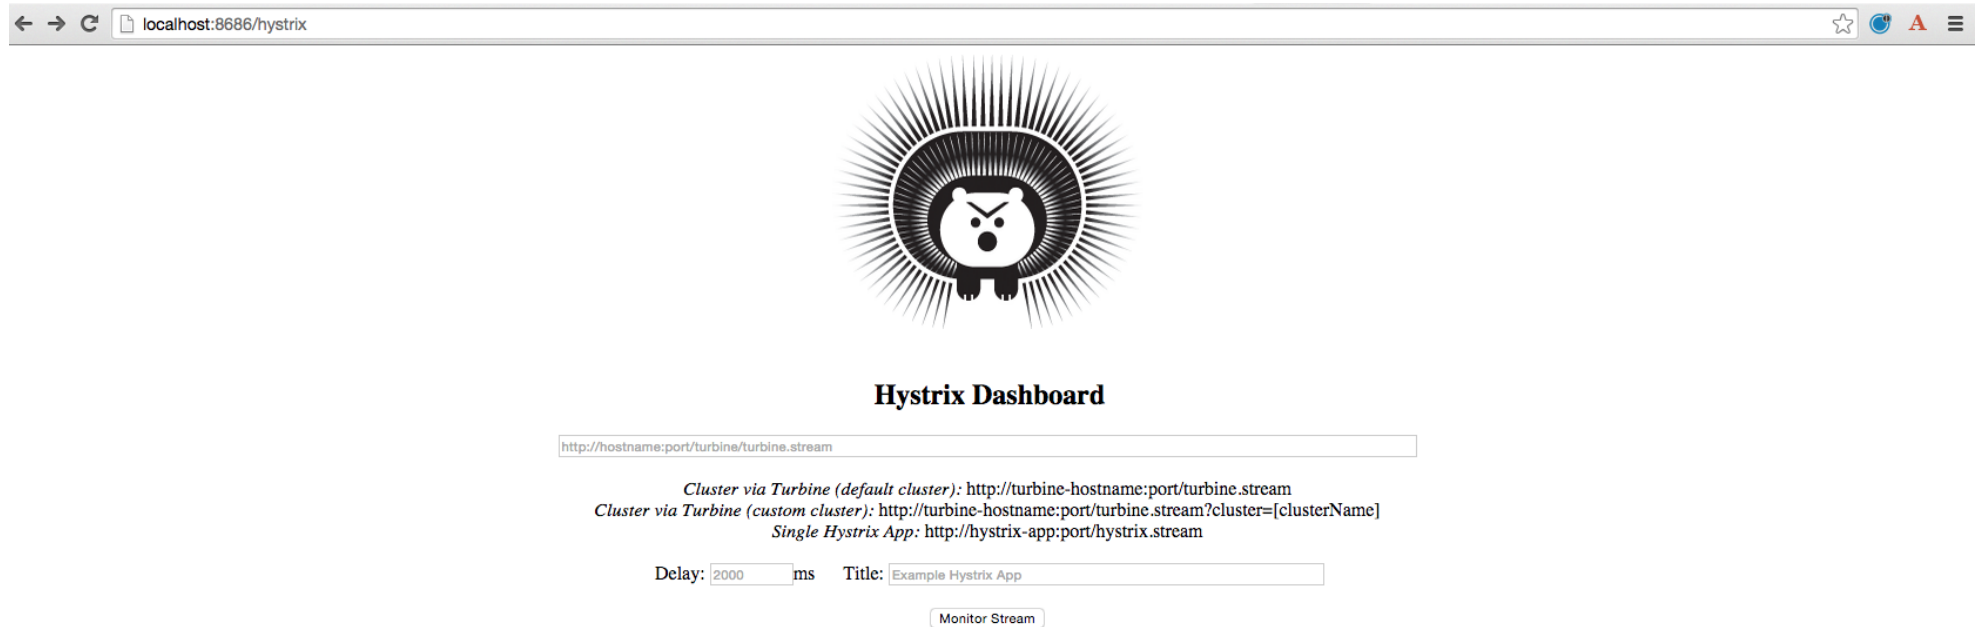 localhost:8686/hystrix
A
Hystrix Dashboard
http://hostname:port/turbine/turbine.stream
Cluster via Turbine (default cluster): http://turbine-hostname:port/turbine.stream
Cluster via Turbine (custom cluster): http://turbine-hostname:port/turbine.stream?cluster=[clusterName]
Single Hystrix App: http://hystrix-app:port/hystrix.stream
Delay: 2000 ms Title: Example Hystrix App
Monitor Stream